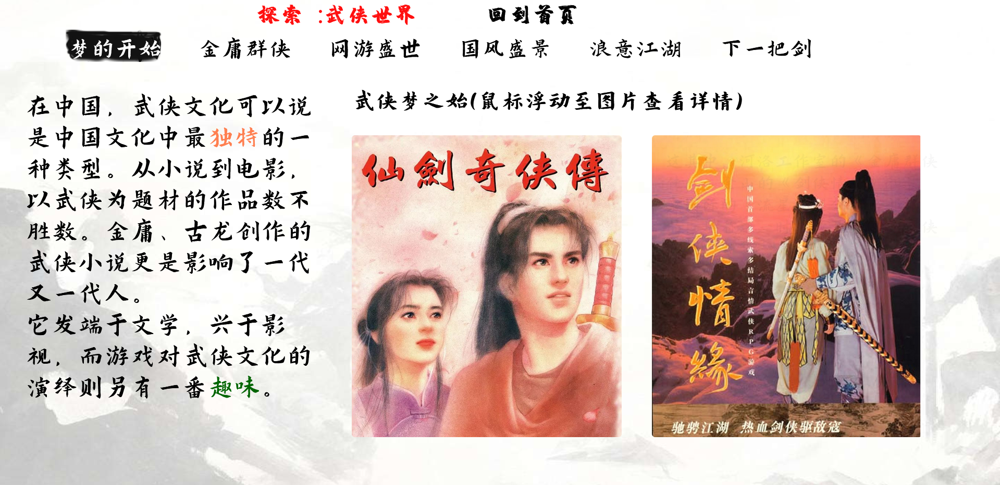 探索 :武侠世界 回到首页
梦的开始 金庸群侠 网游盛世 国风盛景 浪意江湖 下一把剑
在中国，武侠文化可以说
是中国文化中最独特的一
种类型。从小说到电影，
以武侠为题材的作品数不
胜数。金庸、古龙创作的
武侠小说更是影响了一代
又一代人。
它发端于文学，兴于影
视，而游戏对武侠文化的
演绎则另有一番趣味。
武侠梦之始(鼠标浮动至图片查看详情)
仙劍奇俠傳
剑侠情缘
中国首部多线索多结局言情武侠RPG游戏
驰骋江湖 热血剑侠驱敌寇